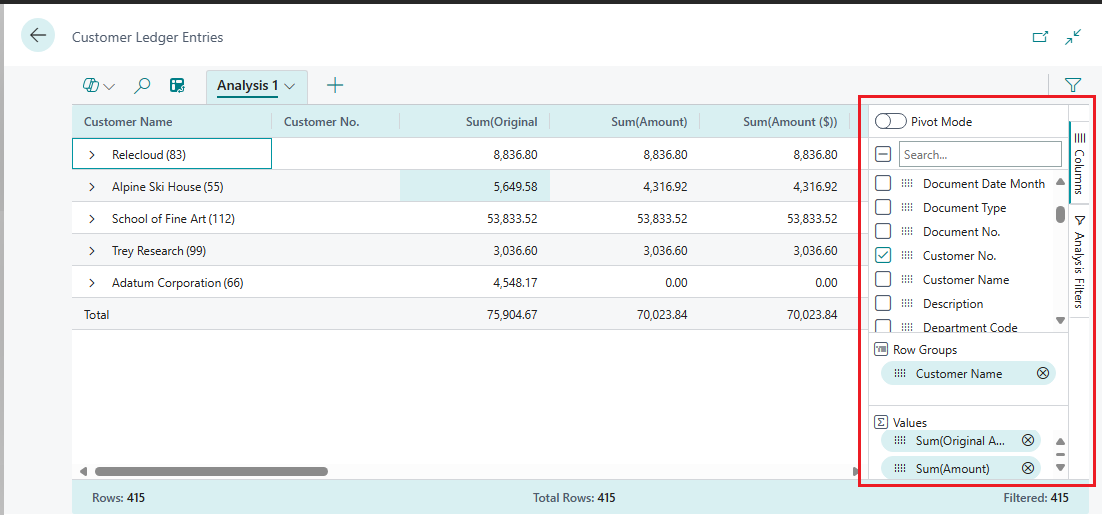 Customer Ledger Entries
Analysis 1
Customer Name Customer No. Sum(Original Sum(Amount) Sum(Amount ($))
Relecloud (83) 8,836.80 8,836.80 8,836.80
Alpine Ski House (55) 5,649.58 4,316.92 4,316.92
School of Fine Art (112) 53,833.52 53,833.52 53,833.52
Trey Research (99) 3,036.60 3,036.60 3,036.60
Adatum Corporation (66) 4,548.17 0.00 0.00
Total 75,904.67 70,023.84 70,023.84
Pivot Mode
Search...
Document Date Month
Document Type
Document No.
Customer No.
Customer Name
Description
Department Code
Row Groups
Customer Name
Values
Sum(Original A...
Sum(Amount)
Columns
Analysis Filters
Rows: 415 Total Rows: 415 Filtered: 415